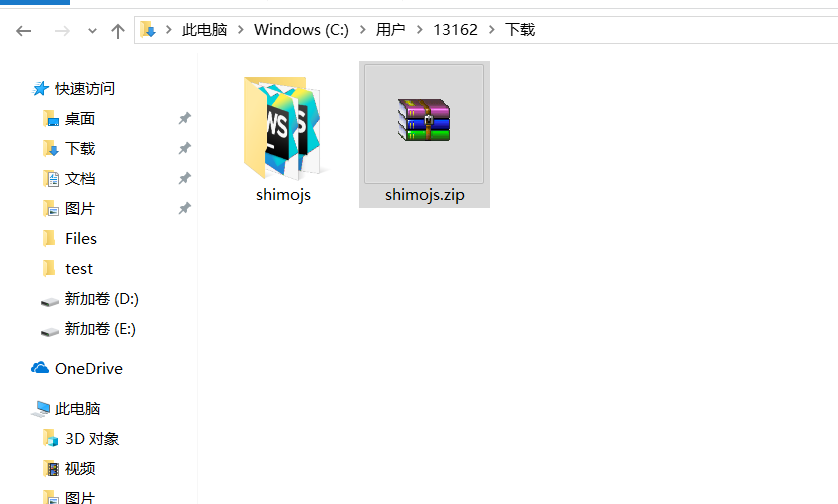 此电脑 Windows (C:) 用户 13162 下载
快速访问
桌面
下载
文档
图片
Files
test
新加卷 (D:)
新加卷 (E:)
OneDrive
此电脑
3D 对象
视频
图片
WS
S
shimojs
shimojs.zip